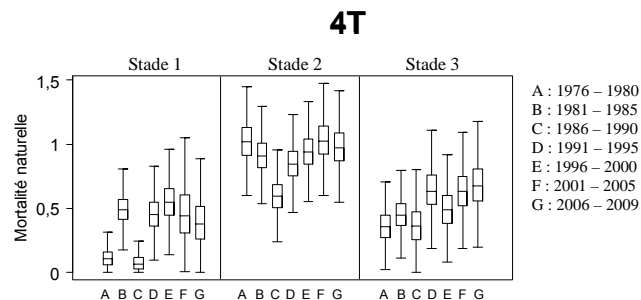 4T
Stade 1 Stade 2 Stade 3
1,5
1
0,5
0
Mortalité naturelle
A B C D E F G A B C D E F G A B C D E F G
A : 1976 – 1980
B : 1981 – 1985
C : 1986 – 1990
D : 1991 – 1995
E : 1996 – 2000
F : 2001 – 2005
G : 2006 – 2009